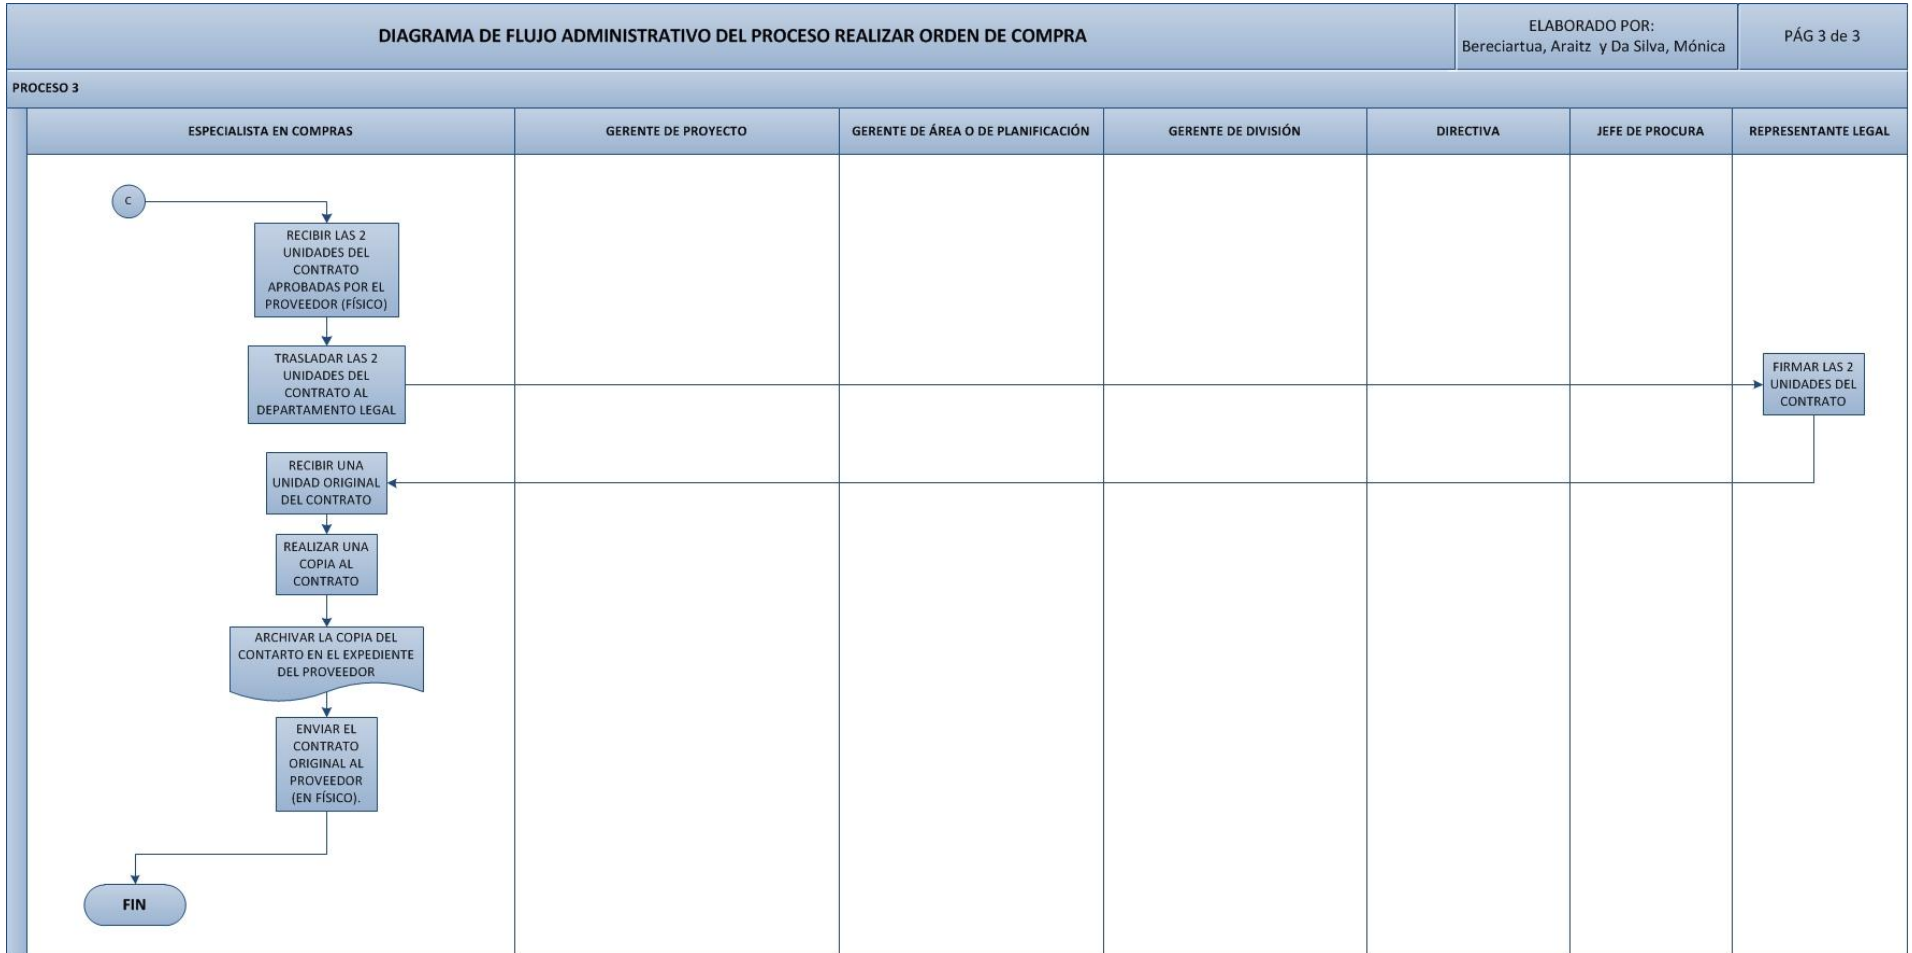 DIAGRAMA DE FLUJO ADMINISTRATIVO DEL PROCESO REALIZAR ORDEN DE COMPRA
ELABORADO POR:
Bereciartua, Araitz y Da Silva, Mónica
PÁG 3 de 3
PROCESO 3
ESPECIALISTA EN COMPRAS
GERENTE DE PROYECTO
GERENTE DE ÁREA O DE PLANIFICACIÓN
GERENTE DE DIVISIÓN
DIRECTIVA
JEFE DE PROCURA
REPRESENTANTE LEGAL
C
RECIBIR LAS 2
UNIDADES DEL
CONTRATO
APROBADAS POR EL
PROVEEDOR (FÍSICO)
TRASLADAR LAS 2
UNIDADES DEL
CONTRATO AL
DEPARTAMENTO LEGAL
FIRMAR LAS 2
UNIDADES DEL
CONTRATO
RECIBIR UNA
UNIDAD ORIGINAL
DEL CONTRATO
REALIZAR UNA
COPIA AL
CONTRATO
ARCHIVAR LA COPIA DEL
CONTARTO EN EL EXPEDIENTE
DEL PROVEEDOR
ENVIAR EL
CONTRATO
ORIGINAL AL
PROVEEDOR
(EN FÍSICO).
FIN